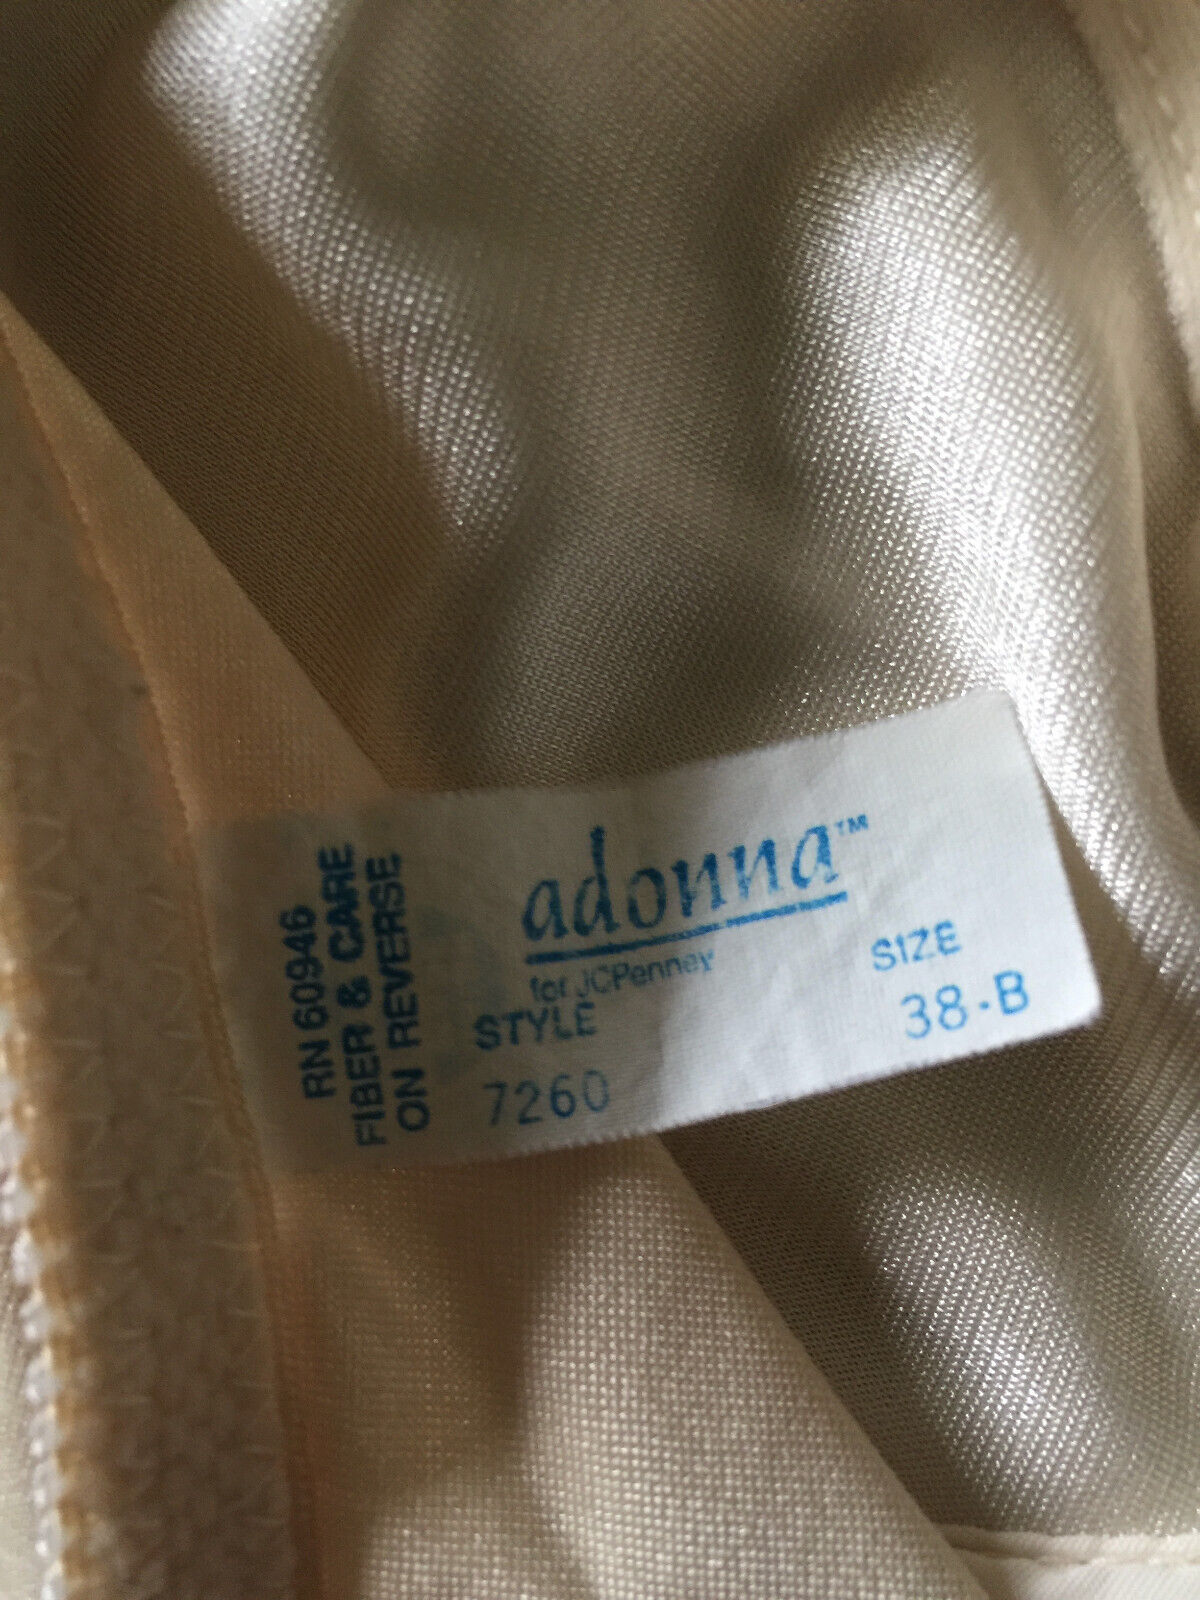 RN 60946
FIBER & CARE
ON REVERSE
adonna™
for JCPenney
STYLE
7260
SIZE
38-B